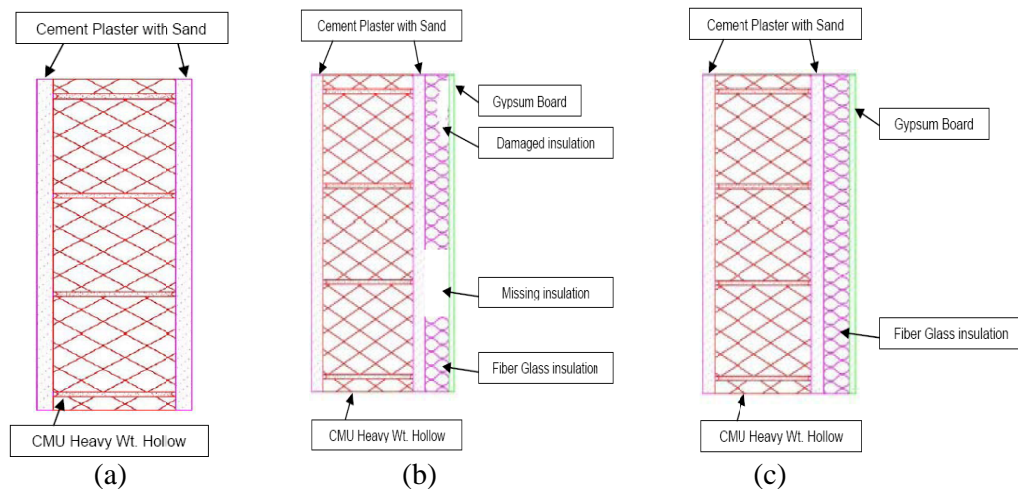 Cement Plaster with Sand
CMU Heavy Wt. Hollow
(a)
Cement Plaster with Sand
Gypsum Board
Damaged insulation
Missing insulation
Fiber Glass insulation
CMU Heavy Wt. Hollow
(b)
Cement Plaster with Sand
Gypsum Board
Fiber Glass insulation
CMU Heavy Wt. Hollow
(c)